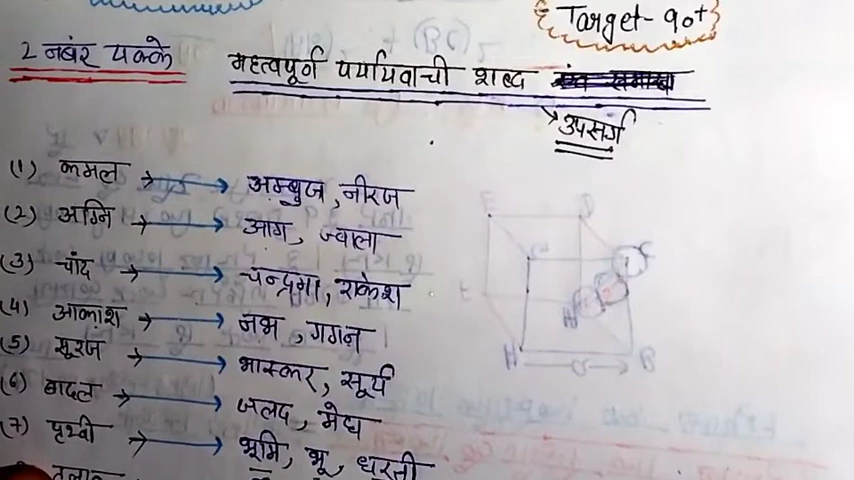 Target-90+
2 नबंर पक्के
महत्वपूर्ण पर्यायवाची शब्द
उपसर्ग
(1) कमल → अम्बुज, नीरज
(2) अग्नि → आग, ज्वाला
(3) चाँद → चन्द्रमा, राकेश
(4) आकाश → नभ, गगन
(5) सूरज → भास्कर, सूर्य
(6) बादल → जलद, मेघ
(7) पृथ्वी → भूमि, भू, धरती